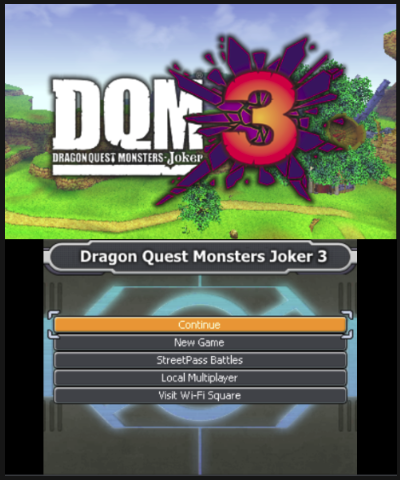 DQM 3
DRAGON QUEST MONSTERS·Joker
Dragon Quest Monsters Joker 3
Continue
New Game
StreetPass Battles
Local Multiplayer
Visit Wi-Fi Square